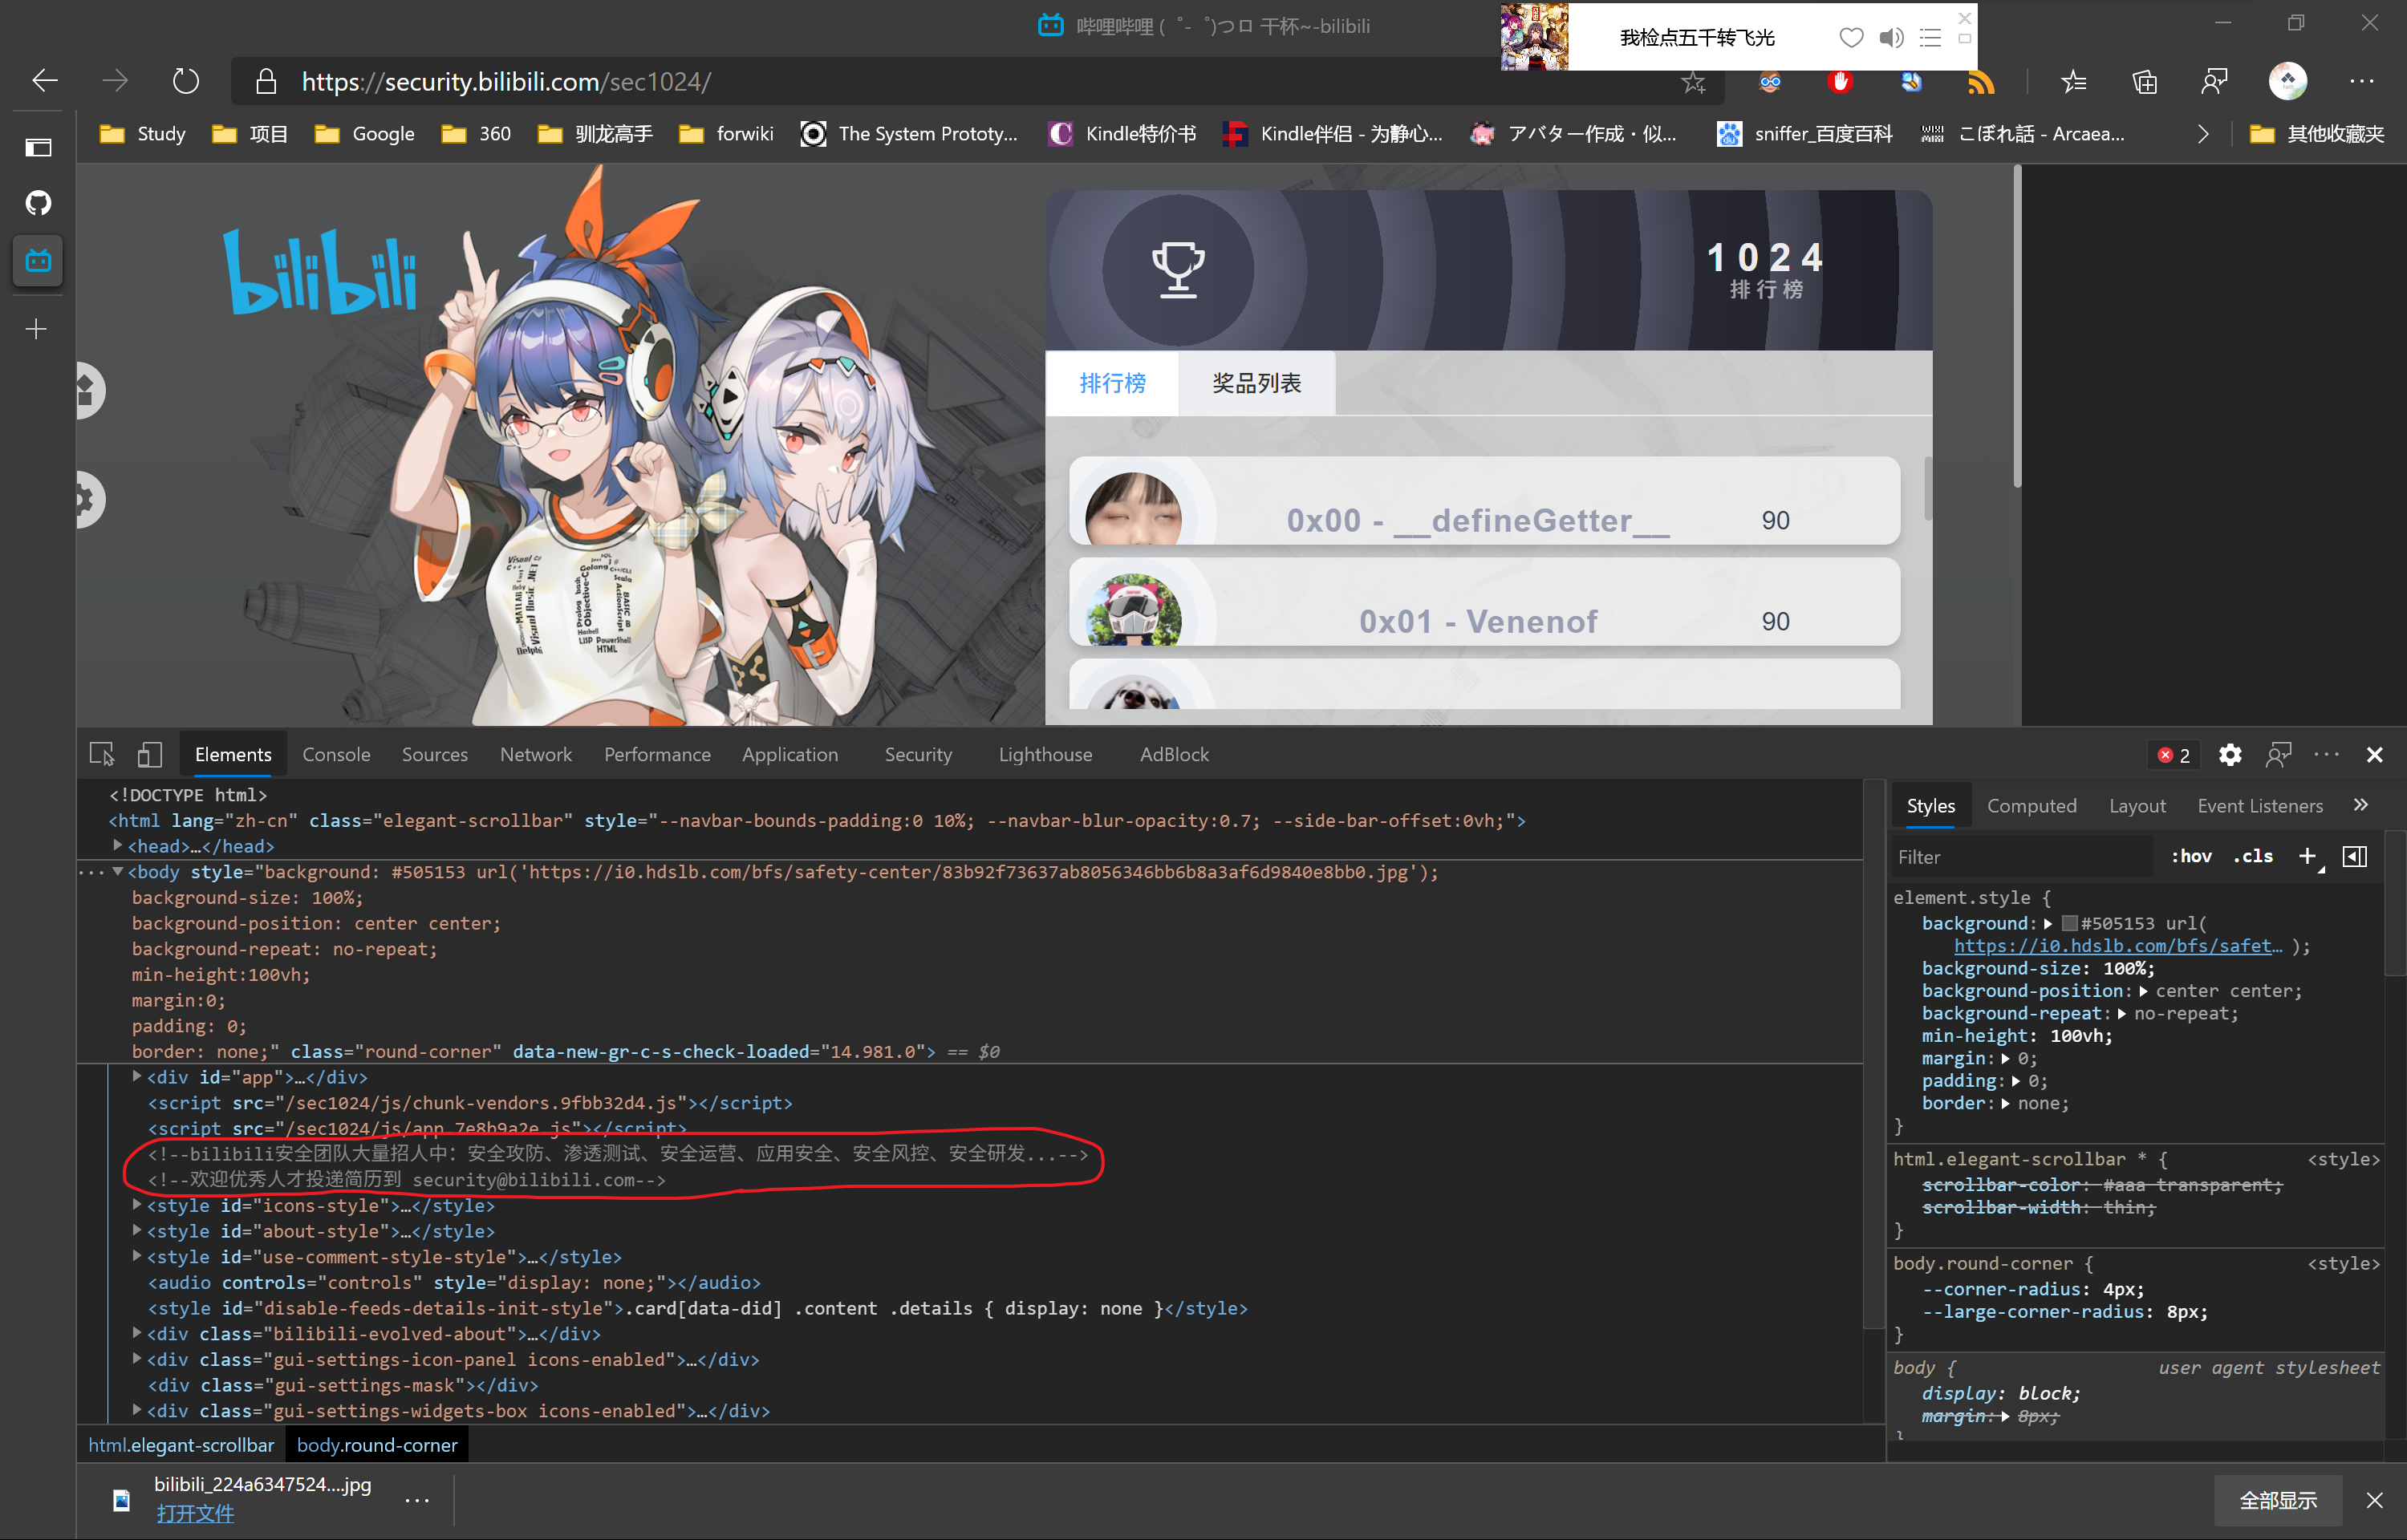 哔哩哔哩 (゜-゜)つロ 干杯~-bilibili
我检点五千转飞光
https://security.bilibili.com/sec1024/
Study 项目 Google 360 驯龙高手 forwiki The System Prototy... Kindle特价书 Kindle伴侣 - 为静心... アバター作成・似... sniffer_百度百科 こぼれ話 - Arcaea... 其他收藏夹
bilibili
1024
排行榜
排行榜 奖品列表
0x00 - __defineGetter__ 90
0x01 - Venenof 90
Elements Console Sources Network Performance Application Security Lighthouse AdBlock 2
<!DOCTYPE html>
<html lang="zh-cn" class="elegant-scrollbar" style="--navbar-bounds-padding:0 10%; --navbar-blur-opacity:0.7; --side-bar-offset:0vh;">
<head>…</head>
<body style="background: #505153 url('https://i0.hdslb.com/bfs/safety-center/83b92f73637ab8056346bb6b8a3af6d9840e8bb0.jpg');
background-size: 100%;
background-position: center center;
background-repeat: no-repeat;
min-height:100vh;
margin:0;
padding: 0;
border: none;" class="round-corner" data-new-gr-c-s-check-loaded="14.981.0"> == $0
<div id="app">…</div>
<script src="/sec1024/js/chunk-vendors.9fbb32d4.js"></script>
<script src="/sec1024/js/app.7e8b9a2e.js"></script>
<!--bilibili安全团队大量招人中：安全攻防、渗透测试、安全运营、应用安全、安全风控、安全研发...-->
<!--欢迎优秀人才投递简历到 security@bilibili.com-->
<style id="icons-style">…</style>
<style id="about-style">…</style>
<style id="use-comment-style-style">…</style>
<audio controls="controls" style="display: none;"></audio>
<style id="disable-feeds-details-init-style">.card[data-did] .content .details { display: none }</style>
<div class="bilibili-evolved-about">…</div>
<div class="gui-settings-icon-panel icons-enabled">…</div>
<div class="gui-settings-mask"></div>
<div class="gui-settings-widgets-box icons-enabled">…</div>
html.elegant-scrollbar body.round-corner
Styles Computed Layout Event Listeners
Filter :hov .cls
element.style {
background: #505153 url(
https://i0.hdslb.com/bfs/safet… );
background-size: 100%;
background-position: center center;
background-repeat: no-repeat;
min-height: 100vh;
margin: 0;
padding: 0;
border: none;
}
html.elegant-scrollbar * { <style>
scrollbar-color: #aaa transparent;
scrollbar-width: thin;
}
body.round-corner { <style>
--corner-radius: 4px;
--large-corner-radius: 8px;
}
body { user agent stylesheet
display: block;
margin: 8px;
}
bilibili_224a6347524....jpg
打开文件
全部显示